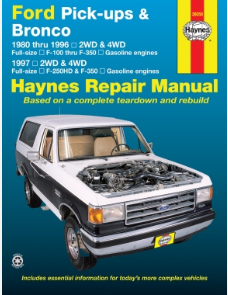 Ford Pick-ups &
Bronco
1980 thru 1996 □ 2WD & 4WD
Full-size □ F-100 thru F-350 □ Gasoline engines
1997 □ 2WD & 4WD
Full-size □ F-250HD & F-350 □ Gasoline engines
Haynes
Haynes Repair Manual
Based on a complete teardown and rebuild
Includes essential information for today's more complex vehicles